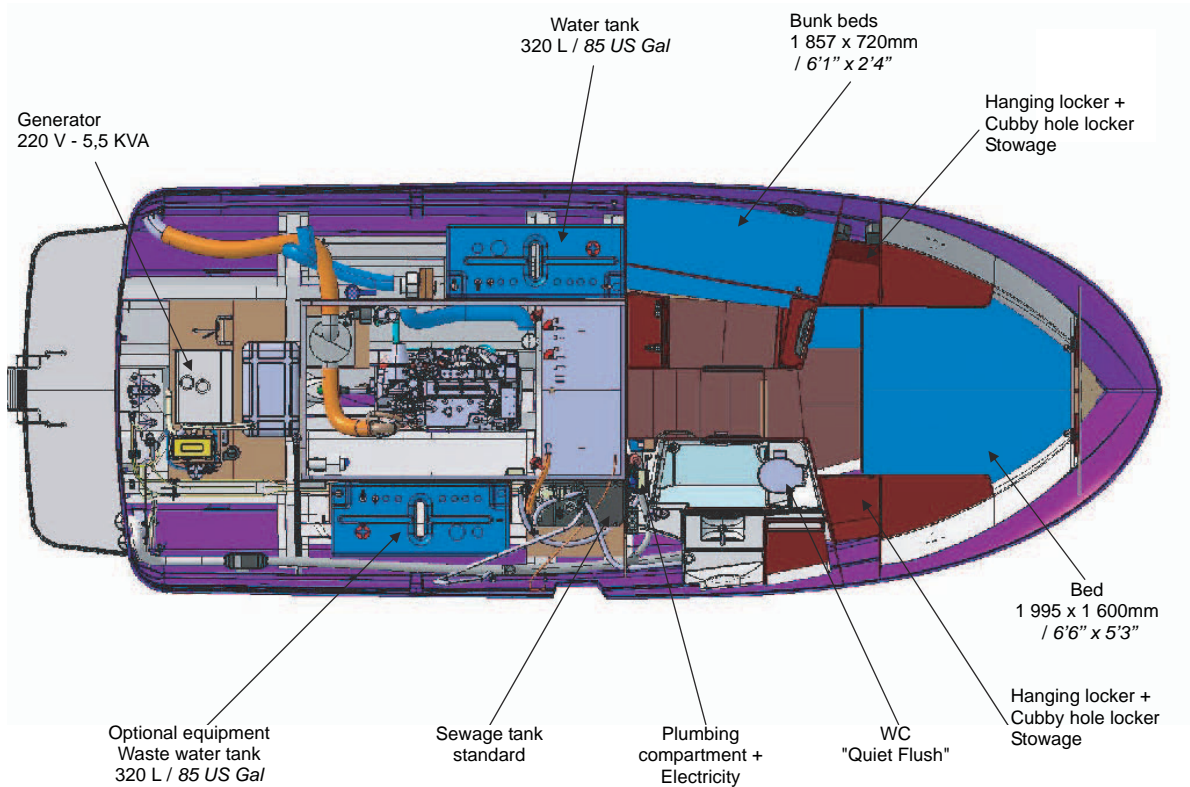 Water tank
320 L / 85 US Gal
Bunk beds
1 857 x 720mm
/ 6'1'' x 2'4''
Hanging locker +
Cubby hole locker
Stowage
Generator
220 V - 5,5 KVA
Bed
1 995 x 1 600mm
/ 6'6'' x 5'3''
Hanging locker +
Cubby hole locker
Stowage
Optional equipment
Waste water tank
320 L / 85 US Gal
Sewage tank
standard
Plumbing
compartment +
Electricity
WC
"Quiet Flush"